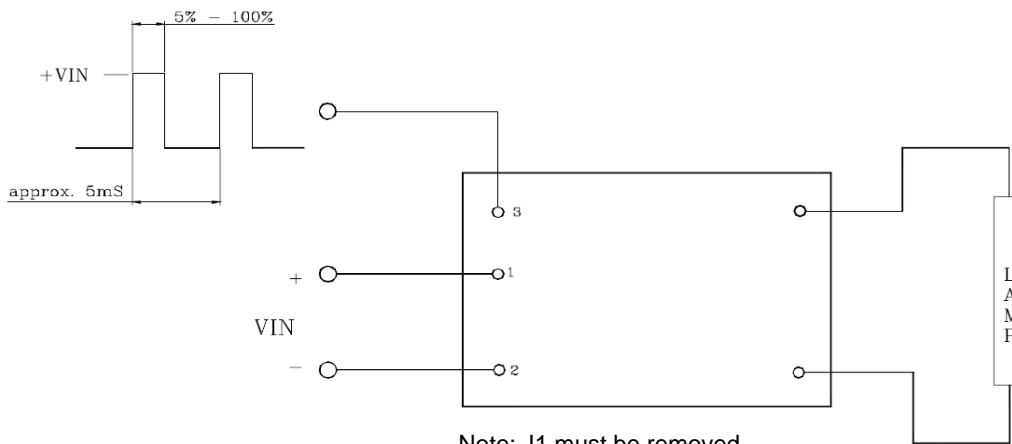 5% - 100%
+VIN
approx. 5mS
3
+
1
VIN
-
2
L
A
M
P
Note: J1 must be removed